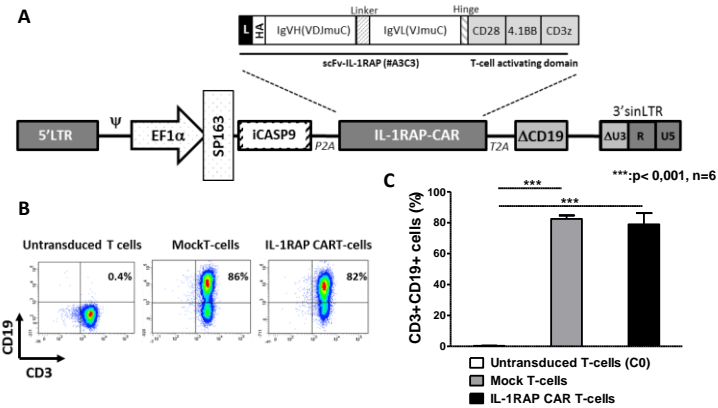 A
Linker
Hinge
L HA IgVH(VDJmuC) IgVL(VJmuC) CD28 4.1BB CD3z
scFv-IL-1RAP (#A3C3) T-cell activating domain
3'sinLTR
5'LTR Ψ EF1α SP163 iCASP9 P2A IL-1RAP-CAR T2A ΔCD19 ΔU3 R U5
B
Untransduced T cells MockT-cells IL-1RAP CART-cells
0.4% 86% 82%
CD19
CD3
C
***:p< 0,001, n=6
***
***
CD3+CD19+ cells (%)
100
80
60
40
20
0
Untransduced T-cells (C0)
Mock T-cells
IL-1RAP CAR T-cells